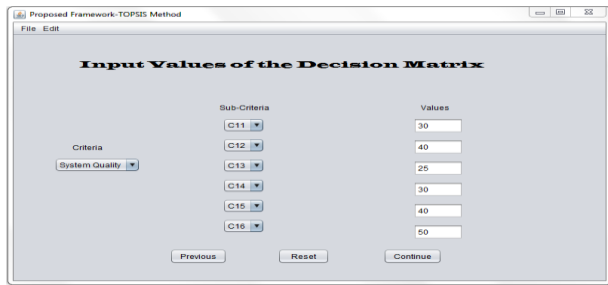 Proposed Framework-TOPSIS Method
File Edit
Input Values of the Decision Matrix
Sub-Criteria Values
C11 30
C12 40
Criteria
System Quality C13 25
C14 30
C15 40
C16 50
Previous Reset Continue